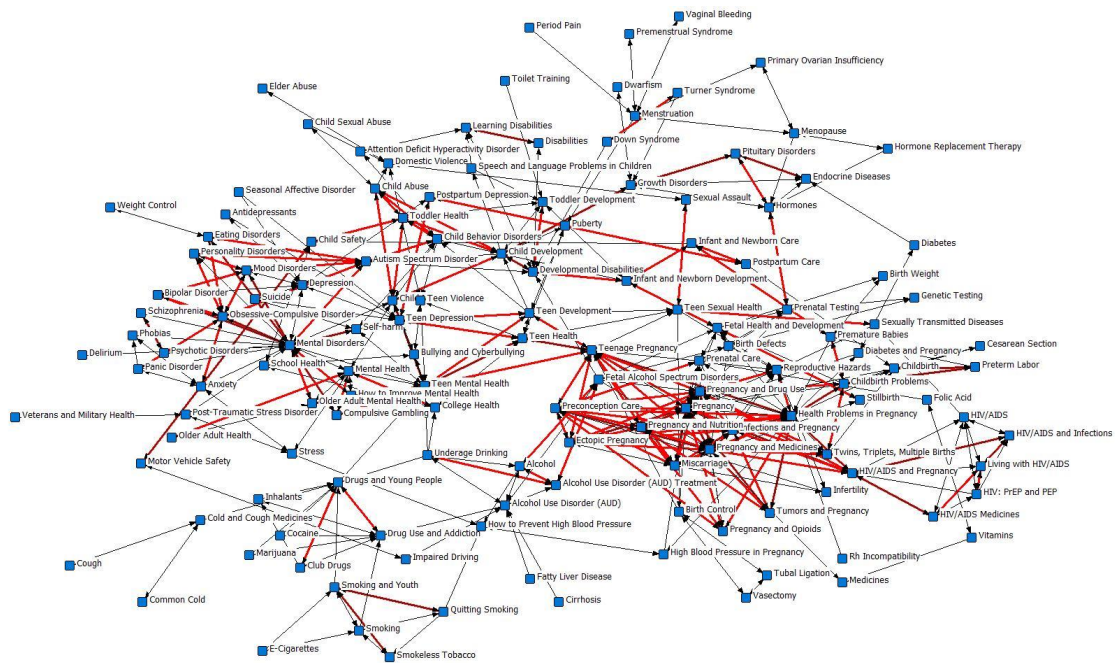 Vaginal Bleeding
Period Pain
Premenstrual Syndrome
Primary Ovarian Insufficiency
Elder Abuse
Toilet Training
Dwarfism
Turner Syndrome
Menstruation
Child Sexual Abuse
Learning Disabilities
Menopause
Disabilities
Down Syndrome
Hormone Replacement Therapy
Attention Deficit Hyperactivity Disorder
Pituitary Disorders
Domestic Violence
Speech and Language Problems in Children
Endocrine Diseases
Growth Disorders
Seasonal Affective Disorder
Child Abuse
Postpartum Depression
Toddler Development
Sexual Assault
Weight Control
Hormones
Antidepressants
Toddler Health
Puberty
Eating Disorders
Child Safety
Child Behavior Disorders
Infant and Newborn Care
Diabetes
Personality Disorders
Autism Spectrum Disorder
Child Development
Postpartum Care
Mood Disorders
Developmental Disabilities
Birth Weight
Depression
Infant and Newborn Development
Bipolar Disorder
Suicide
Teen Violence
Genetic Testing
Schizophrenia
Obsessive-Compulsive Disorder
Teen Depression
Teen Development
Teen Sexual Health
Prenatal Testing
Self-harm
Fetal Health and Development
Sexually Transmitted Diseases
Phobias
Mental Disorders
Teen Health
Birth Defects
Premature Babies
Delirium
Psychotic Disorders
Bullying and Cyberbullying
Teenage Pregnancy
Diabetes and Pregnancy
Cesarean Section
Panic Disorder
School Health
Mental Health
Prenatal Care
Reproductive Hazards
Childbirth
Preterm Labor
Anxiety
Teen Mental Health
Fetal Alcohol Spectrum Disorders
Childbirth Problems
How to Improve Mental Health
Pregnancy and Drug Use
Older Adult Mental Health
Stillbirth
Folic Acid
Veterans and Military Health
Post-Traumatic Stress Disorder
Compulsive Gambling
College Health
Preconception Care
Pregnancy
Health Problems in Pregnancy
HIV/AIDS
Older Adult Health
Pregnancy and Nutrition
Infections and Pregnancy
HIV/AIDS and Infections
Ectopic Pregnancy
Pregnancy and Medicines
Stress
Underage Drinking
Twins, Triplets, Multiple Births
Motor Vehicle Safety
Alcohol
Miscarriage
HIV/AIDS and Pregnancy
Living with HIV/AIDS
Drugs and Young People
Alcohol Use Disorder (AUD) Treatment
Infertility
HIV: PrEP and PEP
Inhalants
Alcohol Use Disorder (AUD)
Birth Control
Tumors and Pregnancy
HIV/AIDS Medicines
Cold and Cough Medicines
How to Prevent High Blood Pressure
Pregnancy and Opioids
Cocaine
Drug Use and Addiction
Vitamins
Marijuana
Impaired Driving
High Blood Pressure in Pregnancy
Rh Incompatibility
Cough
Club Drugs
Fatty Liver Disease
Tubal Ligation
Medicines
Smoking and Youth
Common Cold
Cirrhosis
Vasectomy
Quitting Smoking
Smoking
E-Cigarettes
Smokeless Tobacco